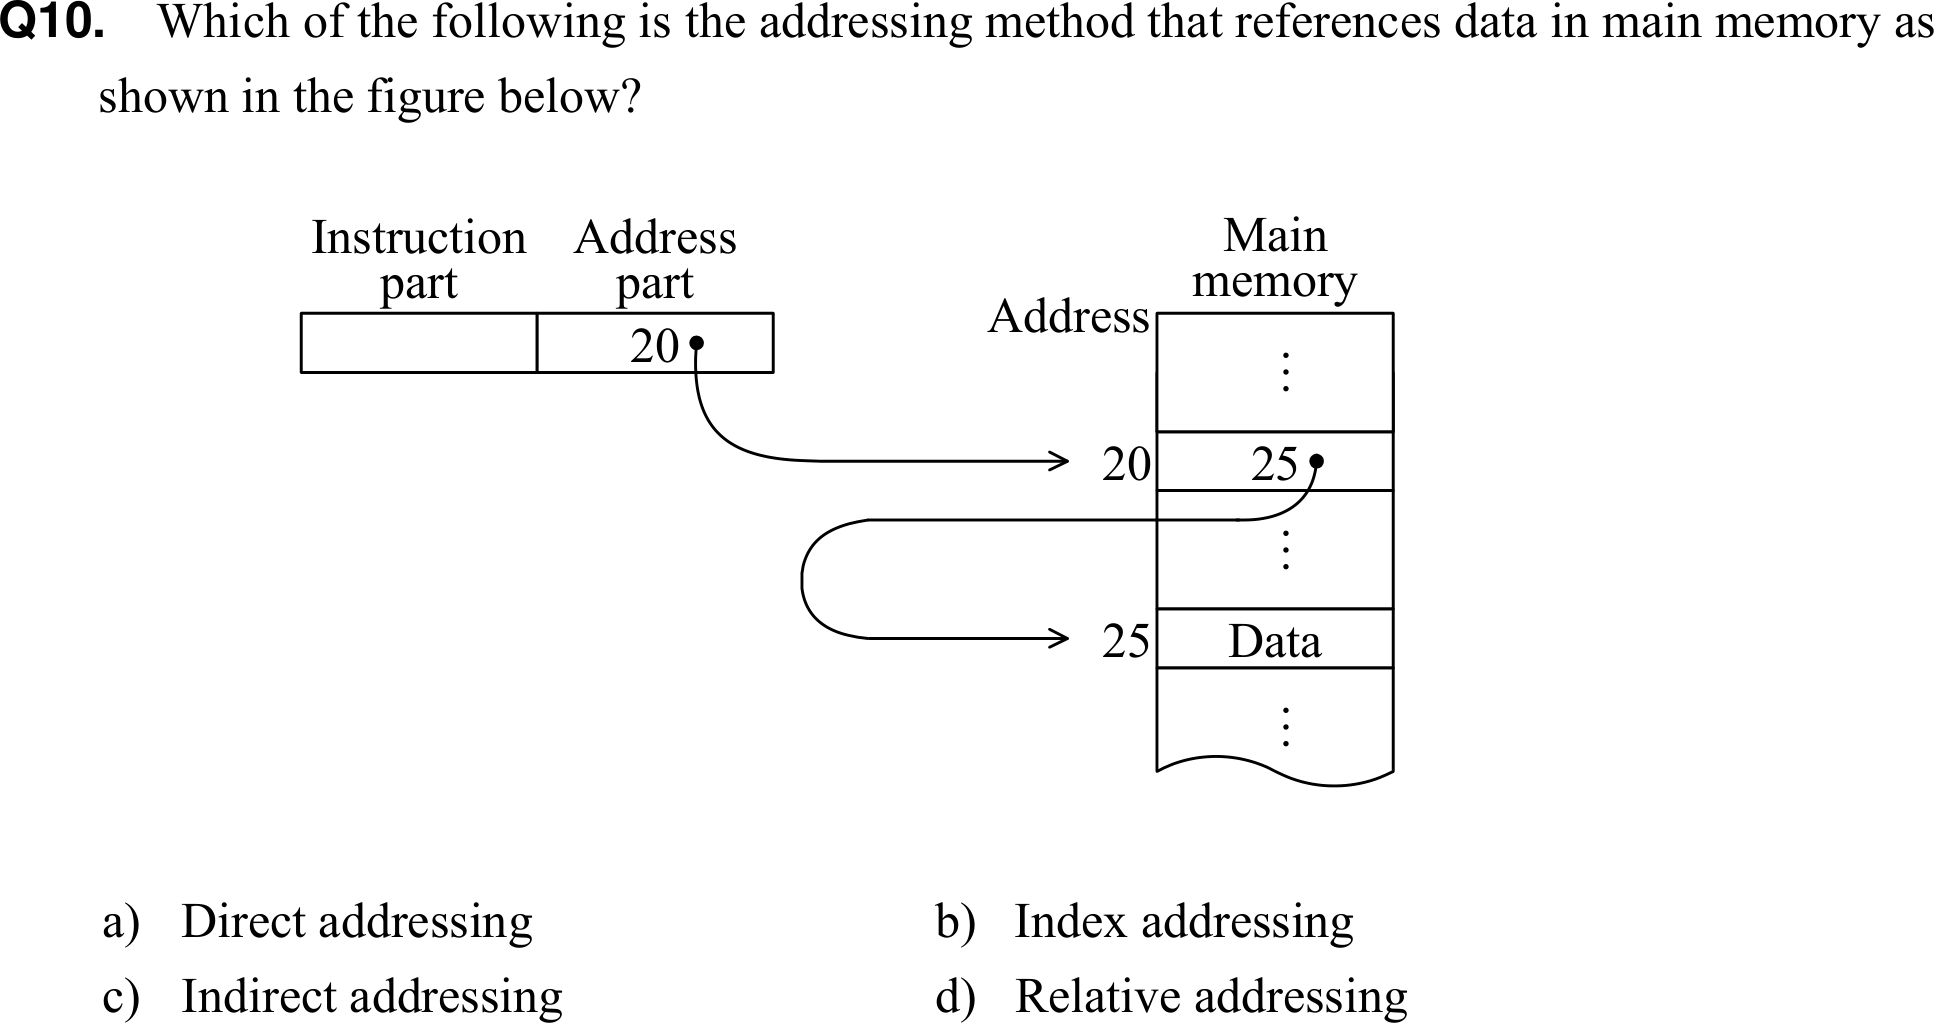 Q10. Which of the following is the addressing method that references data in main memory as
shown in the figure below?
Instruction part
Address part
20
Main memory
Address
⋮
20 25
⋮
25 Data
⋮
a) Direct addressing b) Index addressing
c) Indirect addressing d) Relative addressing